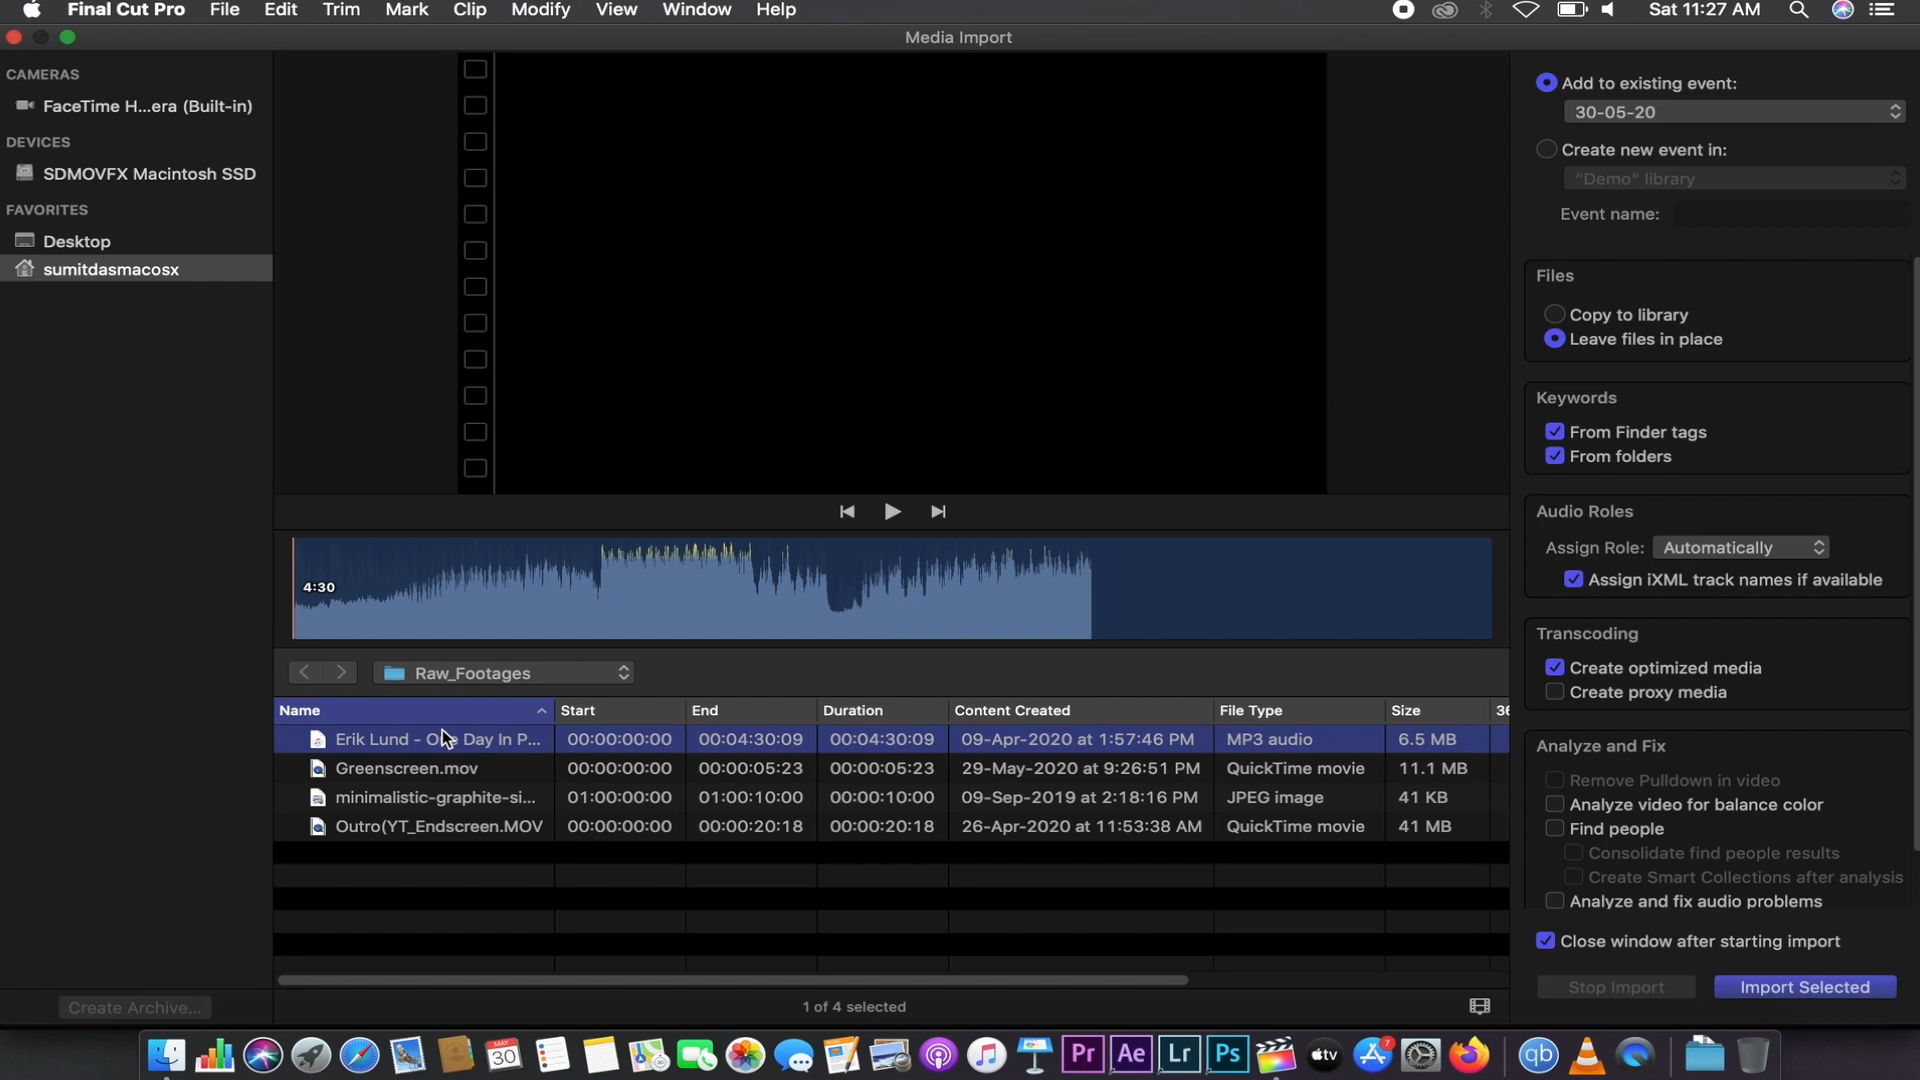 Final Cut Pro File Edit Trim Mark Clip Modify View Window Help Sat 11:27 AM
Media Import
CAMERAS
FaceTime H...era (Built-in)
DEVICES
SDMOVFX Macintosh SSD
FAVORITES
Desktop
sumitdasmacosx
Create Archive...
4:30
Raw_Footages
Name Start End Duration Content Created File Type Size 36
Erik Lund - One Day In P... 00:00:00:00 00:04:30:09 00:04:30:09 09-Apr-2020 at 1:57:46 PM MP3 audio 6.5 MB
Greenscreen.mov 00:00:00:00 00:00:05:23 00:00:05:23 29-May-2020 at 9:26:51 PM QuickTime movie 11.1 MB
minimalistic-graphite-si... 01:00:00:00 01:00:10:00 00:00:10:00 09-Sep-2019 at 2:18:16 PM JPEG image 41 KB
Outro(YT_Endscreen.MOV 00:00:00:00 00:00:20:18 00:00:20:18 26-Apr-2020 at 11:53:38 AM QuickTime movie 41 MB
1 of 4 selected
Add to existing event:
30-05-20
Create new event in:
"Demo" library
Event name:
Files
Copy to library
Leave files in place
Keywords
From Finder tags
From folders
Audio Roles
Assign Role: Automatically
Assign iXML track names if available
Transcoding
Create optimized media
Create proxy media
Analyze and Fix
Remove Pulldown in video
Analyze video for balance color
Find people
Consolidate find people results
Create Smart Collections after analysis
Analyze and fix audio problems
Close window after starting import
Stop Import Import Selected
MAY 30 Pr Ae Lr Ps tv 7 qb